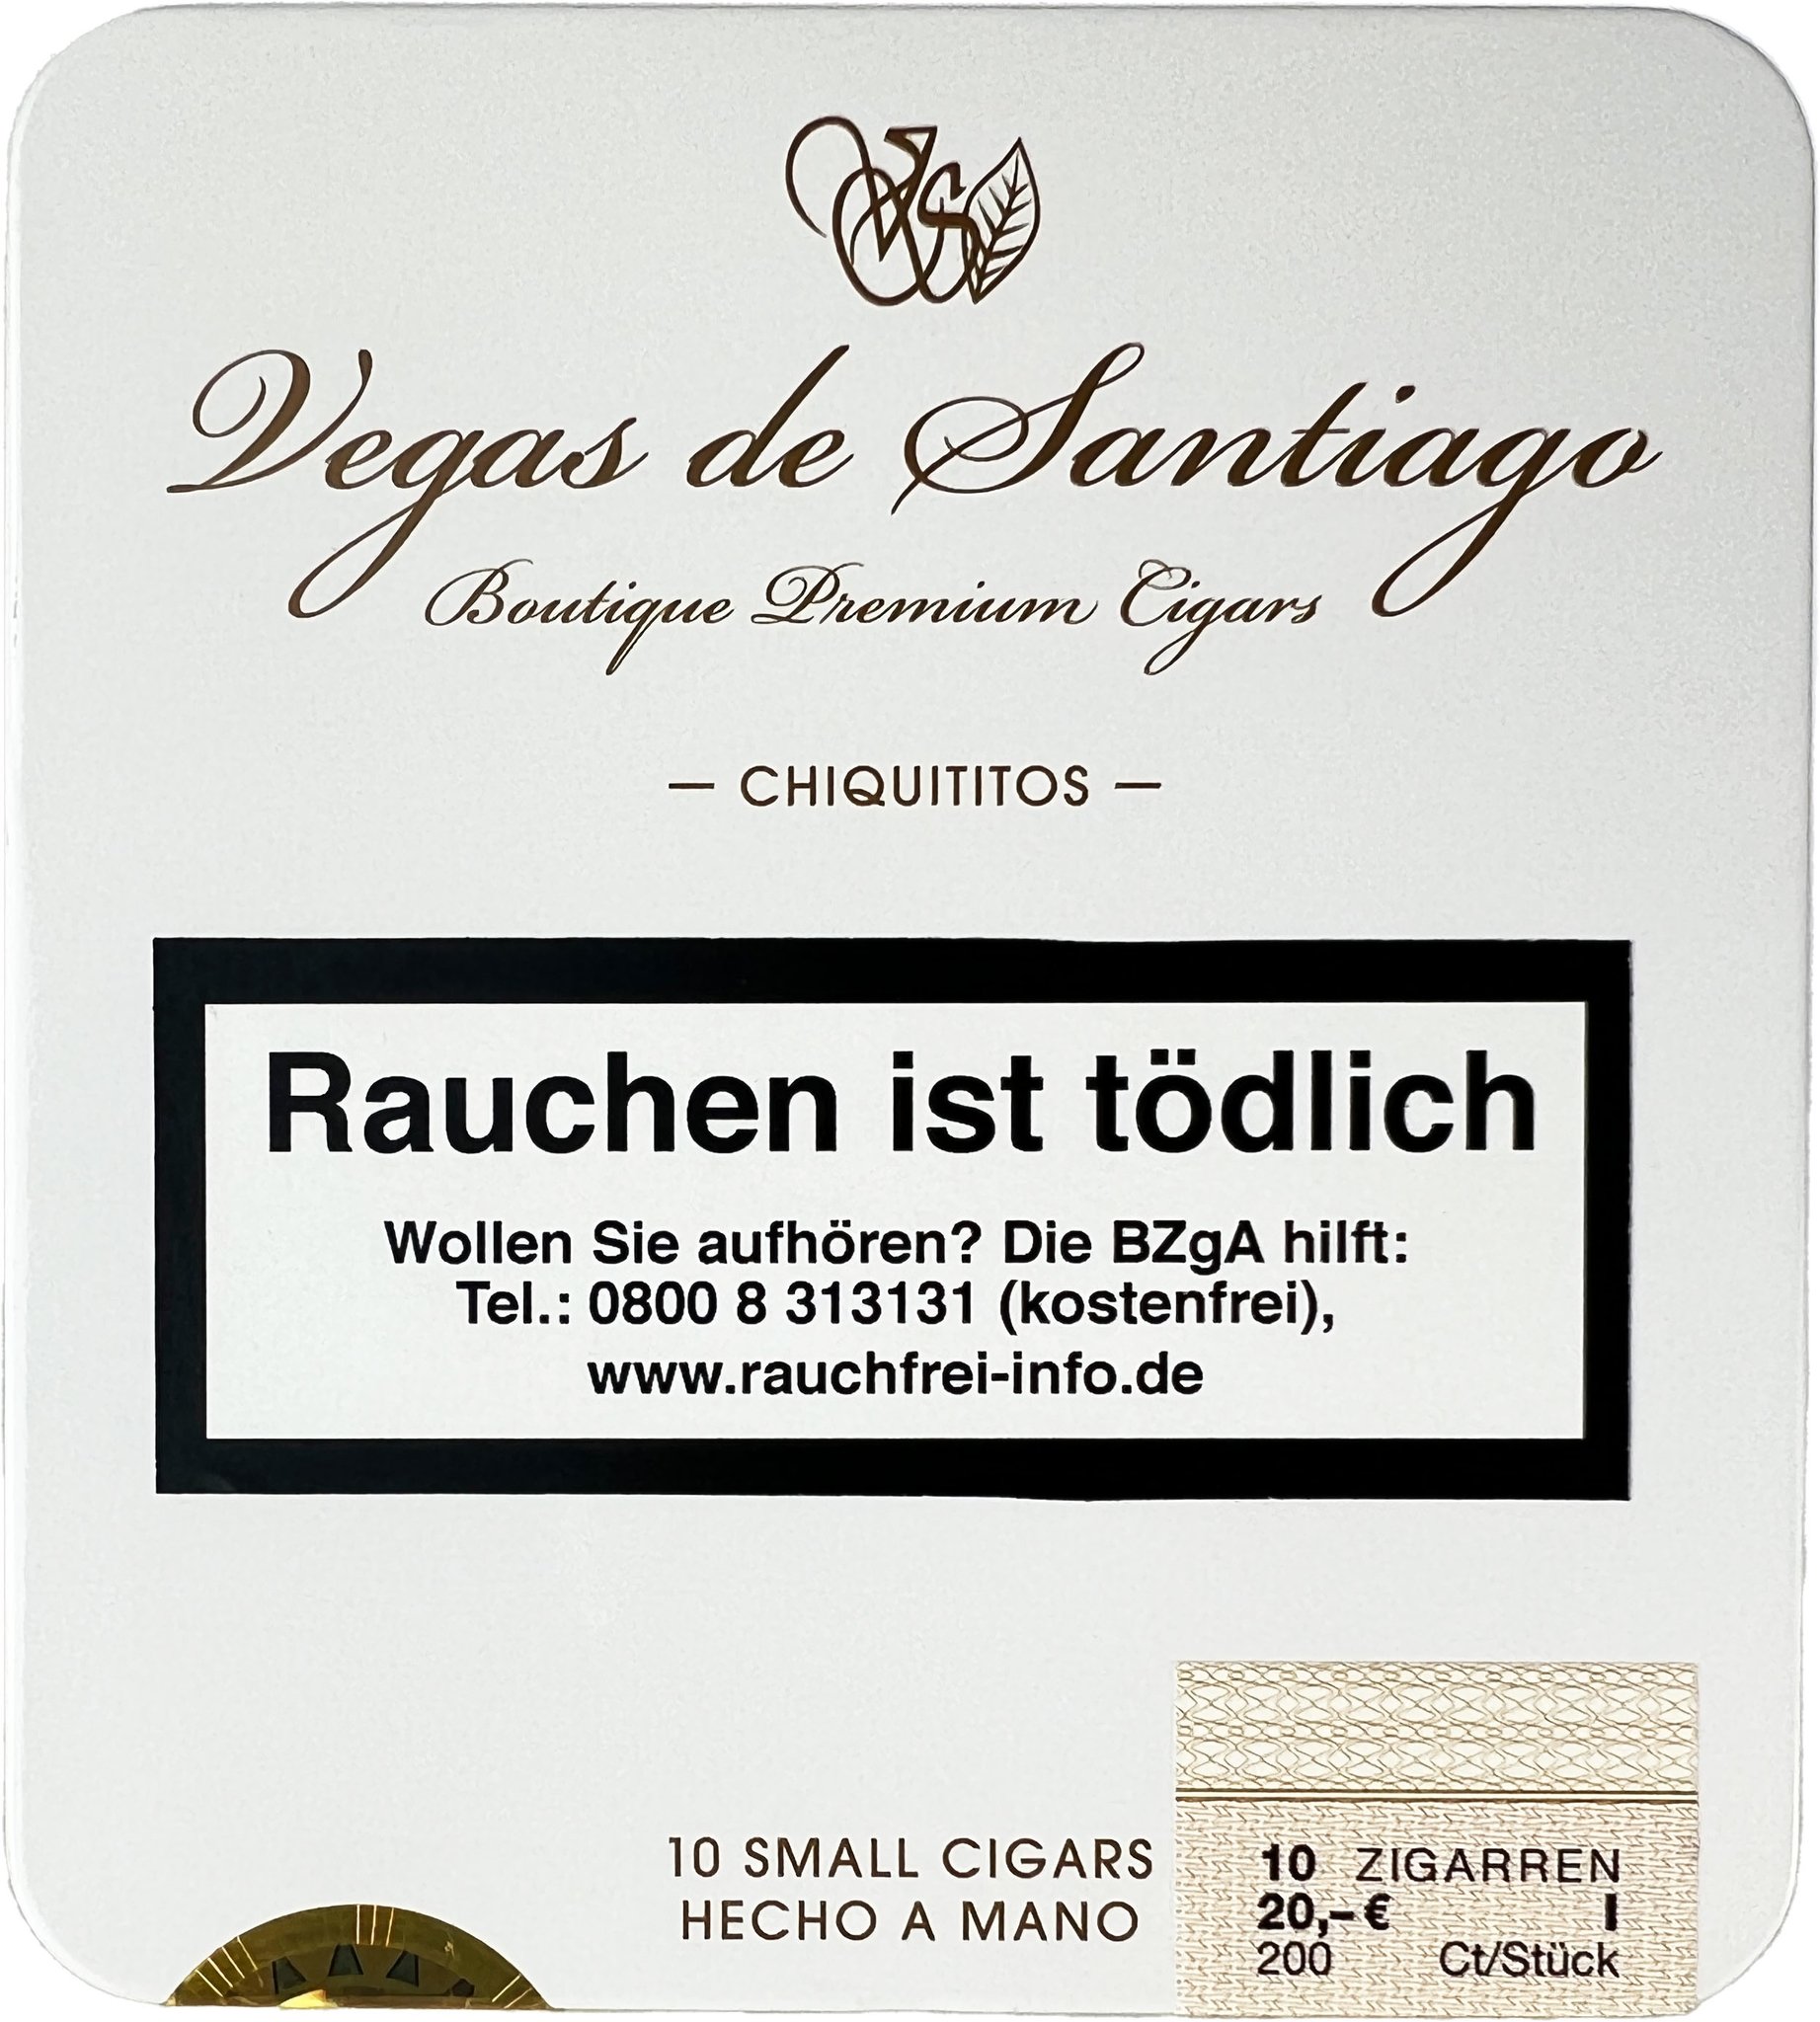 VS
Vegas de Santiago
Boutique Premium Cigars
— CHIQUITITOS —
Rauchen ist tödlich
Wollen Sie aufhören? Die BZgA hilft:
Tel.: 0800 8 313131 (kostenfrei),
www.rauchfrei-info.de
10 SMALL CIGARS
HECHO A MANO
10 ZIGARREN
20,-€ I
200 Ct/Stück